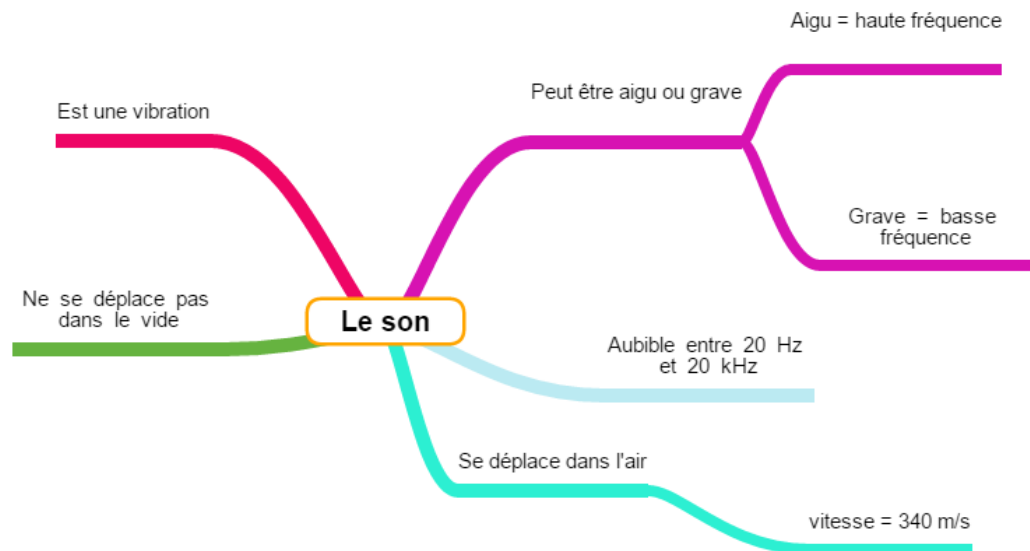 Aigu = haute fréquence
Peut être aigu ou grave
Est une vibration
Grave = basse
fréquence
Ne se déplace pas
dans le vide
Le son
Aubible entre 20 Hz
et 20 kHz
Se déplace dans l'air
vitesse = 340 m/s